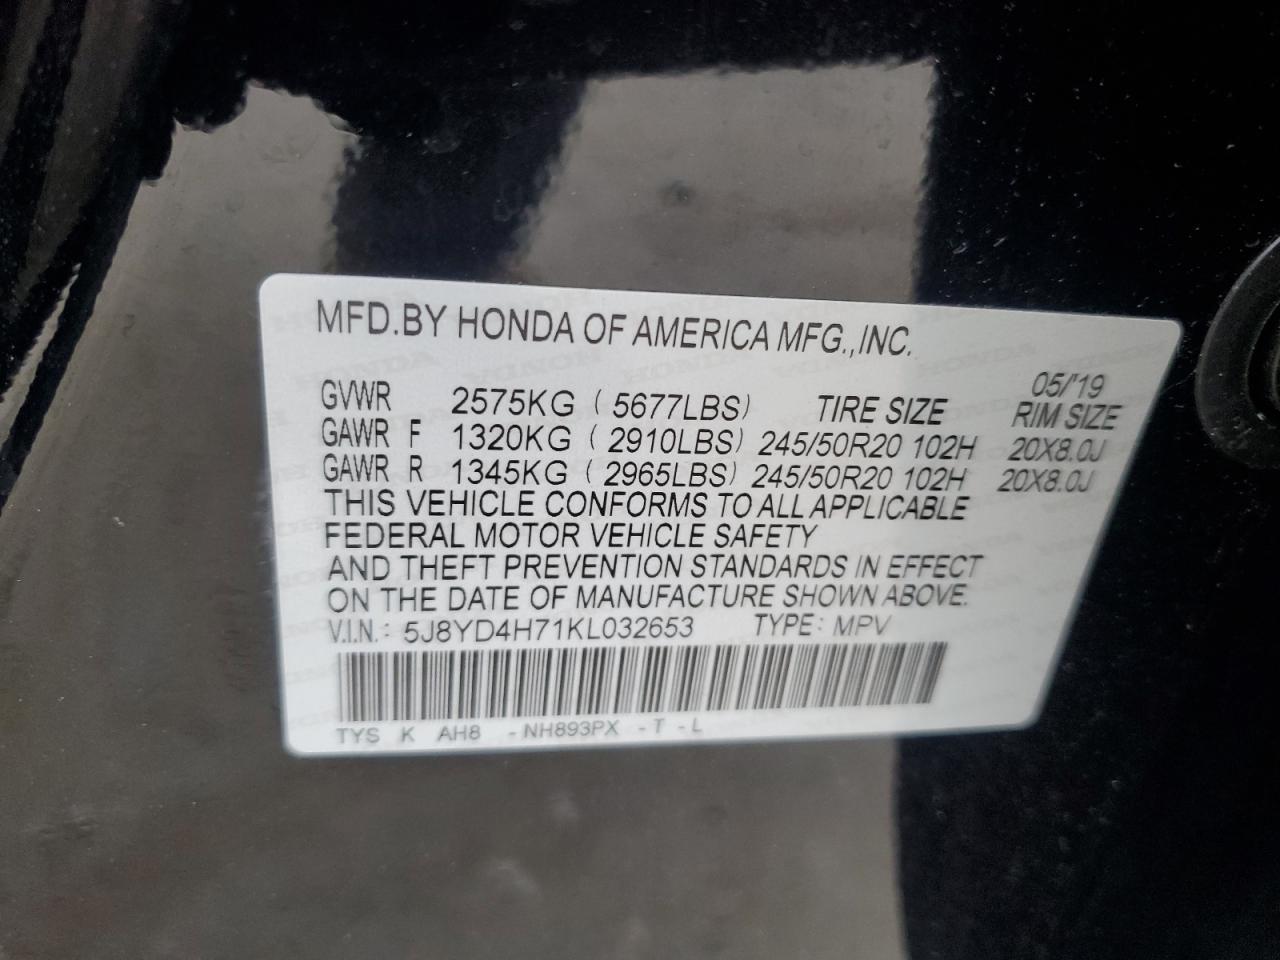 MFD.BY HONDA OF AMERICA MFG.,INC.
05/'19
GVWR 2575KG ( 5677LBS) TIRE SIZE RIM SIZE
GAWR F 1320KG ( 2910LBS) 245/50R20 102H 20X8.0J
GAWR R 1345KG ( 2965LBS) 245/50R20 102H 20X8.0J
THIS VEHICLE CONFORMS TO ALL APPLICABLE
FEDERAL MOTOR VEHICLE SAFETY
AND THEFT PREVENTION STANDARDS IN EFFECT
ON THE DATE OF MANUFACTURE SHOWN ABOVE.
V.I.N.: 5J8YD4H71KL032653 TYPE: MPV
TYS K AH8 -NH893PX -T -L